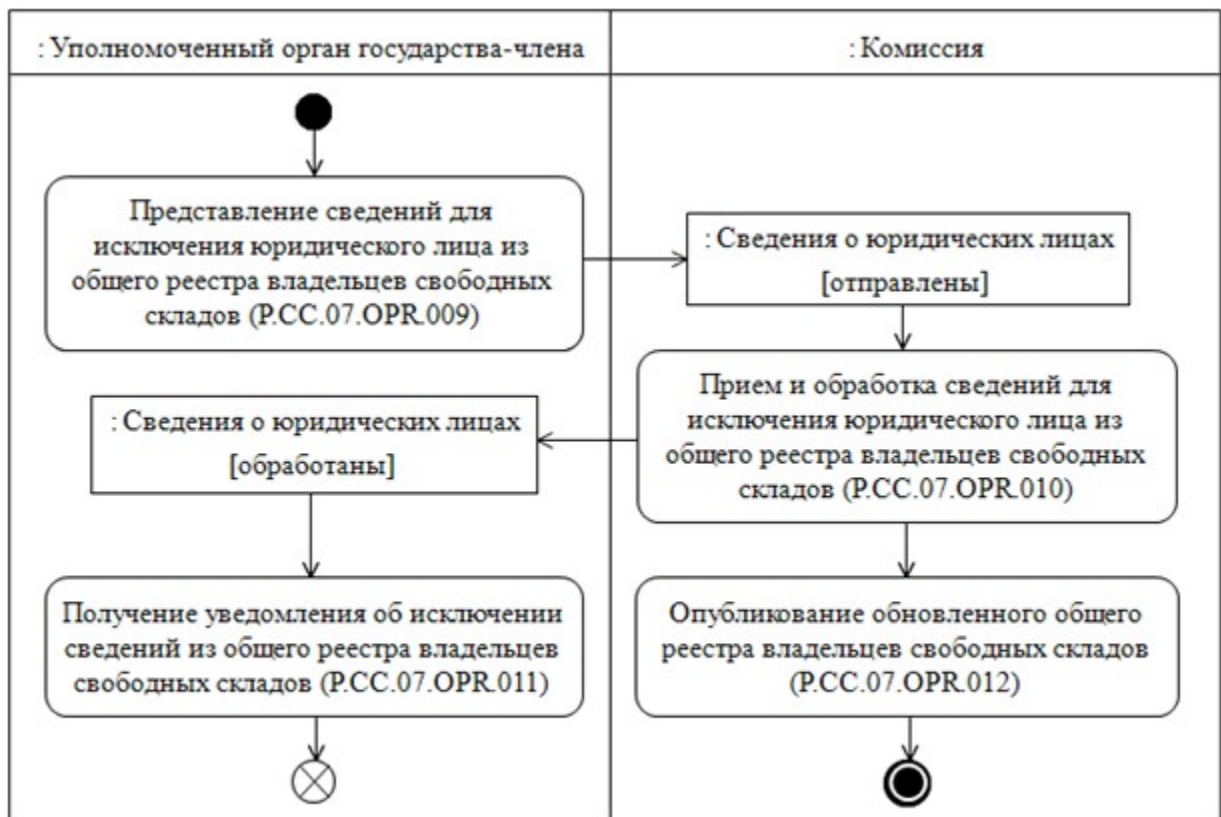 : Уполномоченный орган государства-члена
: Комиссия
Представление сведений для
исключения юридического лица из
общего реестра владельцев свободных
складов (P.CC.07.OPR.009)
: Сведения о юридических лицах
[отправлены]
Прием и обработка сведений для
исключения юридического лица из
общего реестра владельцев свободных
складов (P.CC.07.OPR.010)
: Сведения о юридических лицах
[обработаны]
Получение уведомления об исключении
сведений из общего реестра владельцев
свободных складов (P.CC.07.OPR.011)
Опубликование обновленного общего
реестра владельцев свободных складов
(P.CC.07.OPR.012)